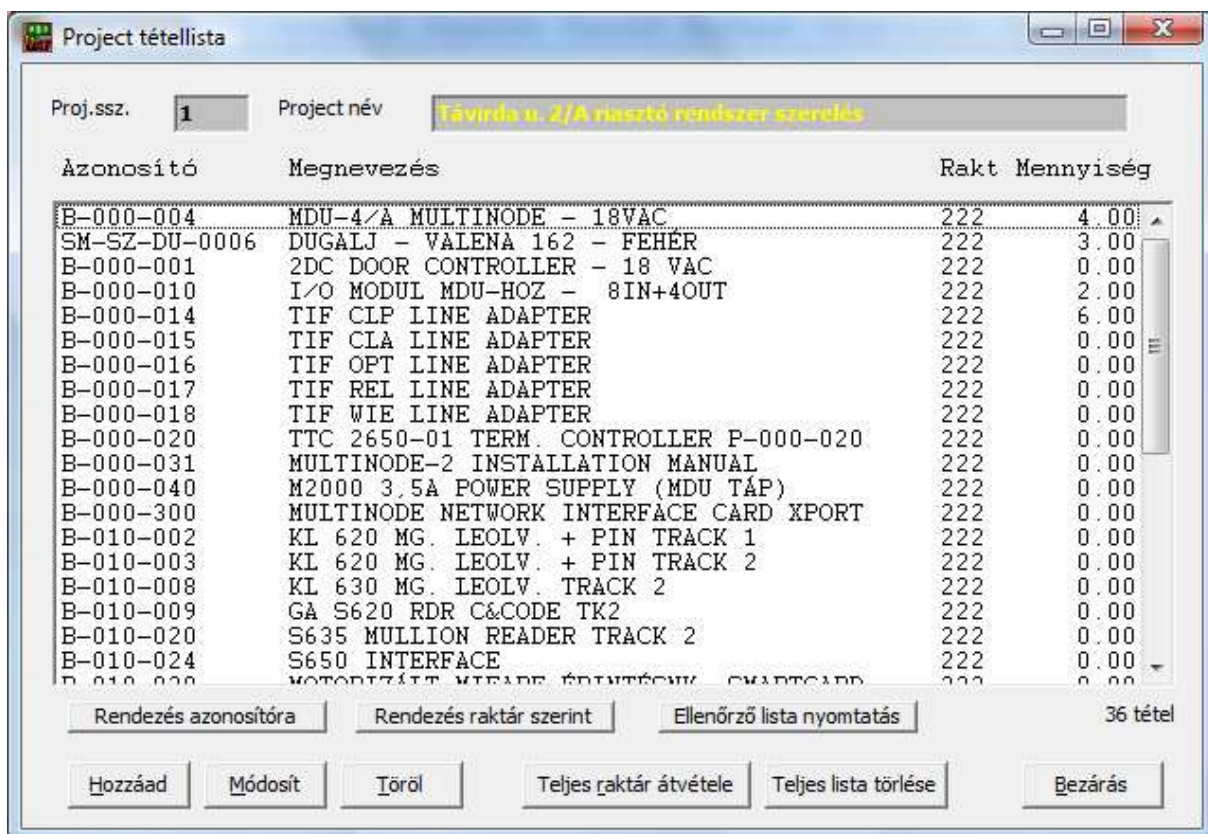 Project tétellista
Proj.ssz. 1 Project név Távirda u. 2/A riasztó rendszer szerelés
Azonosító Megnevezés Rakt Mennyiség
B-000-004 MDU-4/A MULTINODE - 18VAC 222 4.00
SM-SZ-DU-0006 DUGALJ - VALENA 162 - FEHÉR 222 3.00
B-000-001 2DC DOOR CONTROLLER - 18 VAC 222 0.00
B-000-010 I/O MODUL MDU-HOZ - 8IN+4OUT 222 2.00
B-000-014 TIF CLP LINE ADAPTER 222 6.00
B-000-015 TIF CLA LINE ADAPTER 222 0.00
B-000-016 TIF OPT LINE ADAPTER 222 0.00
B-000-017 TIF REL LINE ADAPTER 222 0.00
B-000-018 TIF WIE LINE ADAPTER 222 0.00
B-000-020 TTC 2650-01 TERM. CONTROLLER P-000-020 222 0.00
B-000-031 MULTINODE-2 INSTALLATION MANUAL 222 0.00
B-000-040 M2000 3,5A POWER SUPPLY (MDU TÁP) 222 0.00
B-000-300 MULTINODE NETWORK INTERFACE CARD XPORT 222 0.00
B-010-002 KL 620 MG. LEOLV. + PIN TRACK 1 222 0.00
B-010-003 KL 620 MG. LEOLV. + PIN TRACK 2 222 0.00
B-010-008 KL 630 MG. LEOLV. TRACK 2 222 0.00
B-010-009 GA S620 RDR C&CODE TK2 222 0.00
B-010-020 S635 MULLION READER TRACK 2 222 0.00
B-010-024 S650 INTERFACE 222 0.00
MOTORIZÁLT MIFARE 222 0.00
Rendezés azonosítóra Rendezés raktár szerint Ellenőrző lista nyomtatás 36 tétel
Hozzáad Módosít Töröl Teljes raktár átvétele Teljes lista törlése Bezárás